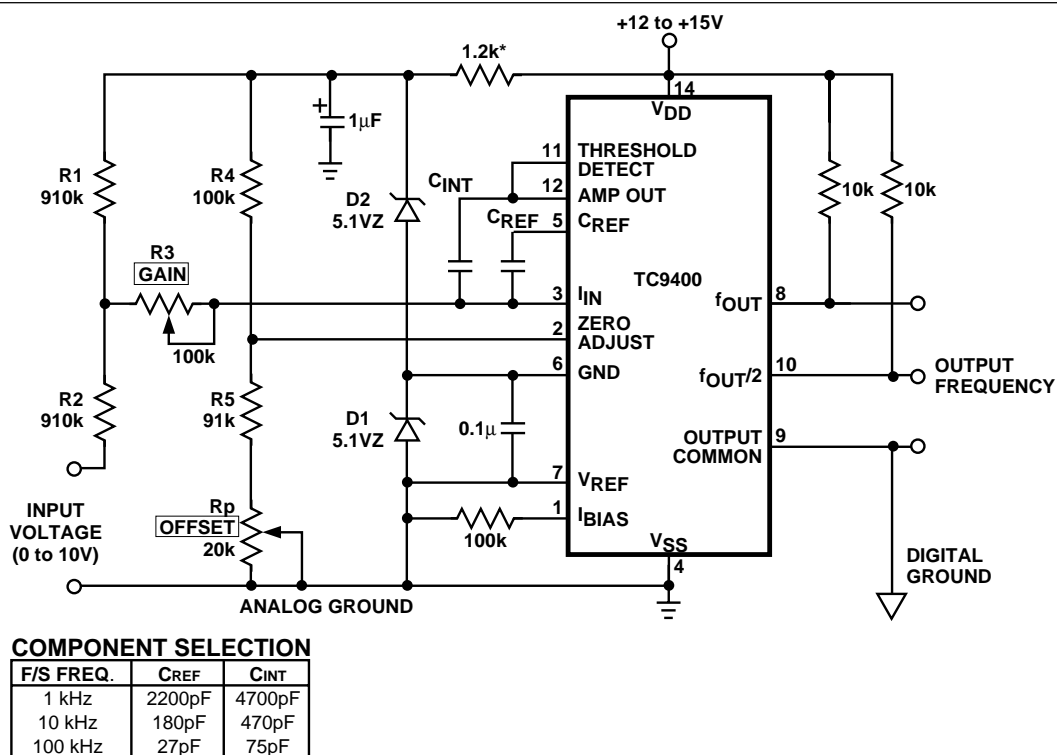 +12 to +15V
1.2k*
14
VDD
+
1µF
R1
910k
R4
100k
D2
5.1VZ
CINT
CREF
11
THRESHOLD
DETECT
12
AMP OUT
5
CREF
10k
10k
R3
GAIN
100k
TC9400
3
IIN
fOUT
8
2
ZERO
ADJUST
6
GND
fOUT/2
10
OUTPUT
FREQUENCY
R2
910k
R5
91k
D1
5.1VZ
0.1µ
OUTPUT
COMMON
9
7
VREF
INPUT
VOLTAGE
(0 to 10V)
Rp
OFFSET
20k
1
IBIAS
100k
VSS
4
DIGITAL
GROUND
ANALOG GROUND
COMPONENT SELECTION
F/S FREQ. CREF CINT
1 kHz 2200pF 4700pF
10 kHz 180pF 470pF
100 kHz 27pF 75pF